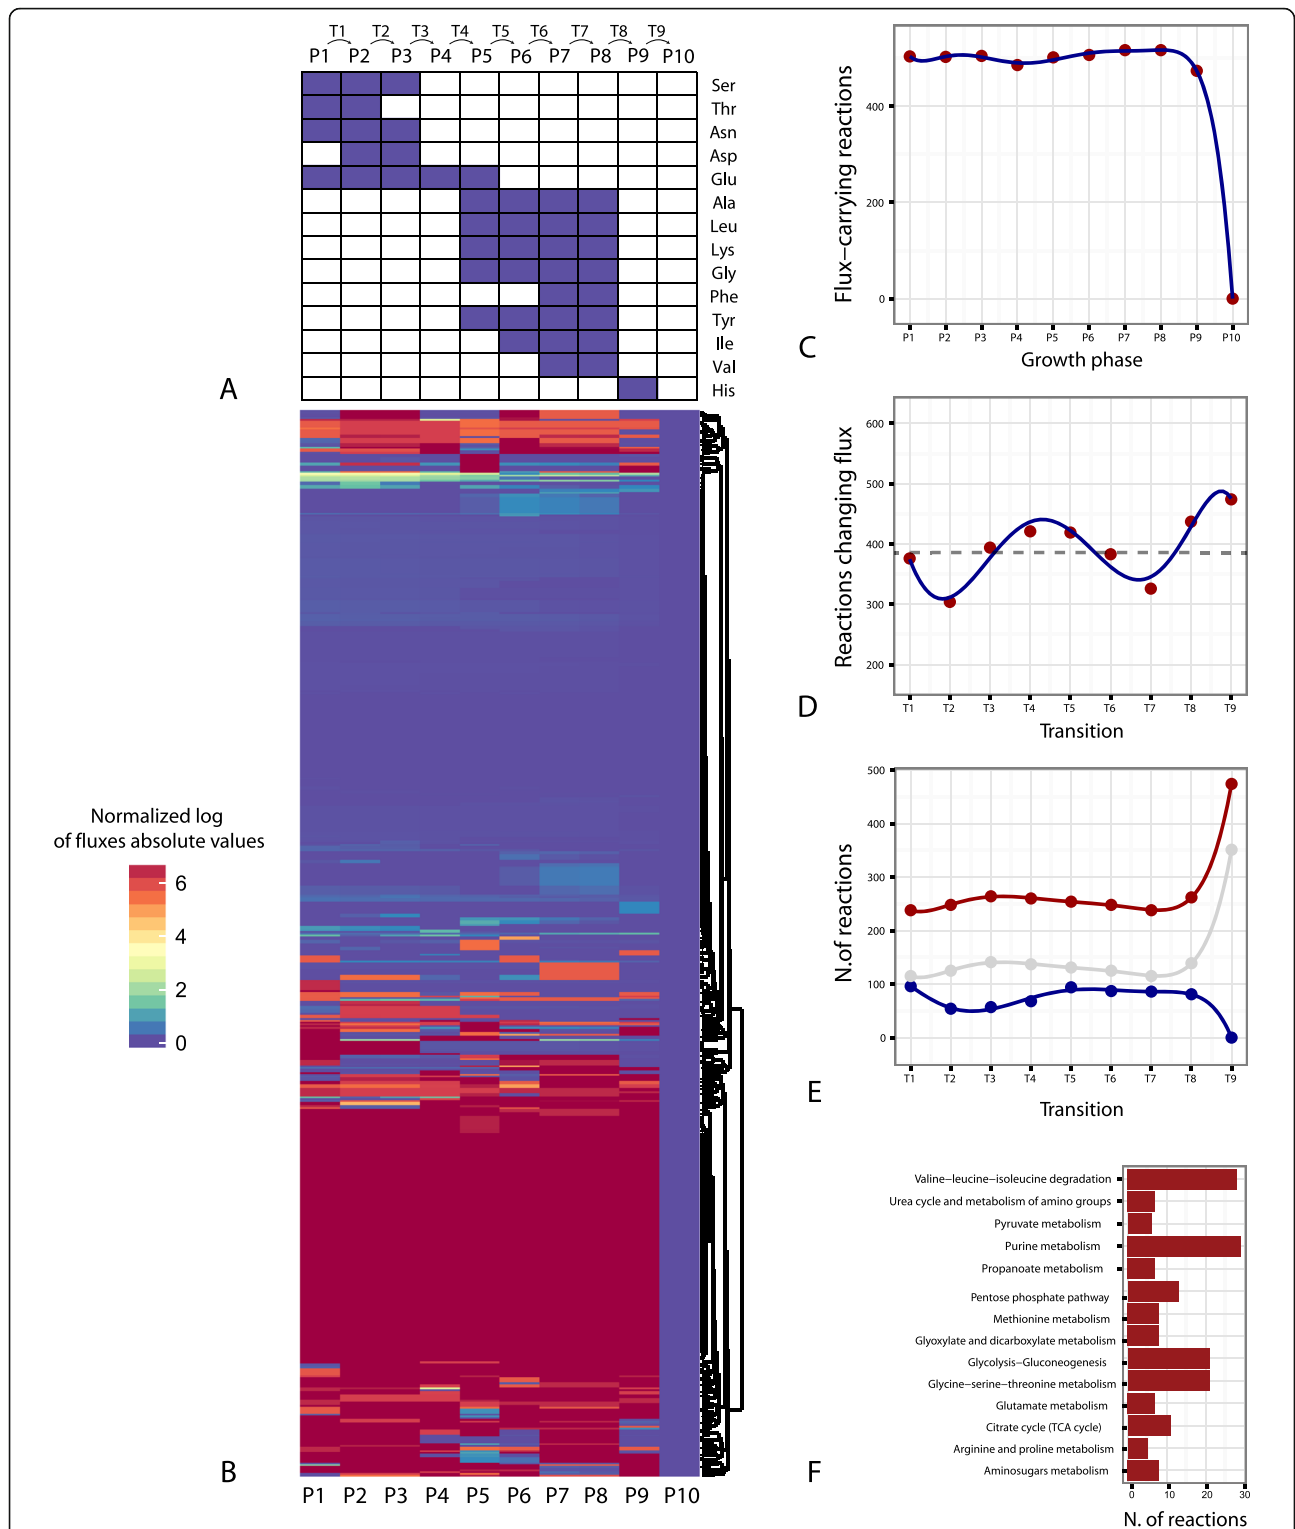 T1 T2 T3 T4 T5 T6 T7 T8 T9
P1 P2 P3 P4 P5 P6 P7 P8 P9 P10
Ser
Thr
Asn
Asp
Glu
Ala
Leu
Lys
Gly
Phe
Tyr
Ile
Val
His
A
Normalized log
of fluxes absolute values
6
4
2
0
B
P1 P2 P3 P4 P5 P6 P7 P8 P9 P10
Flux−carrying reactions
400
200
0
P1 P2 P3 P4 P5 P6 P7 P8 P9 P10
C
Growth phase
Reactions changing flux
600
500
400
300
200
T1 T2 T3 T4 T5 T6 T7 T8 T9
D
Transition
N.of reactions
500
400
300
200
100
0
T1 T2 T3 T4 T5 T6 T7 T8 T9
E
Transition
Valine−leucine−isoleucine degradation
Urea cycle and metabolism of amino groups
Pyruvate metabolism
Purine metabolism
Propanoate metabolism
Pentose phosphate pathway
Methionine metabolism
Glyoxylate and dicarboxylate metabolism
Glycolysis−Gluconeogenesis
Glycine−serine−threonine metabolism
Glutamate metabolism
Citrate cycle (TCA cycle)
Arginine and proline metabolism
Aminosugars metabolism
F
0 10 20 30
N. of reactions